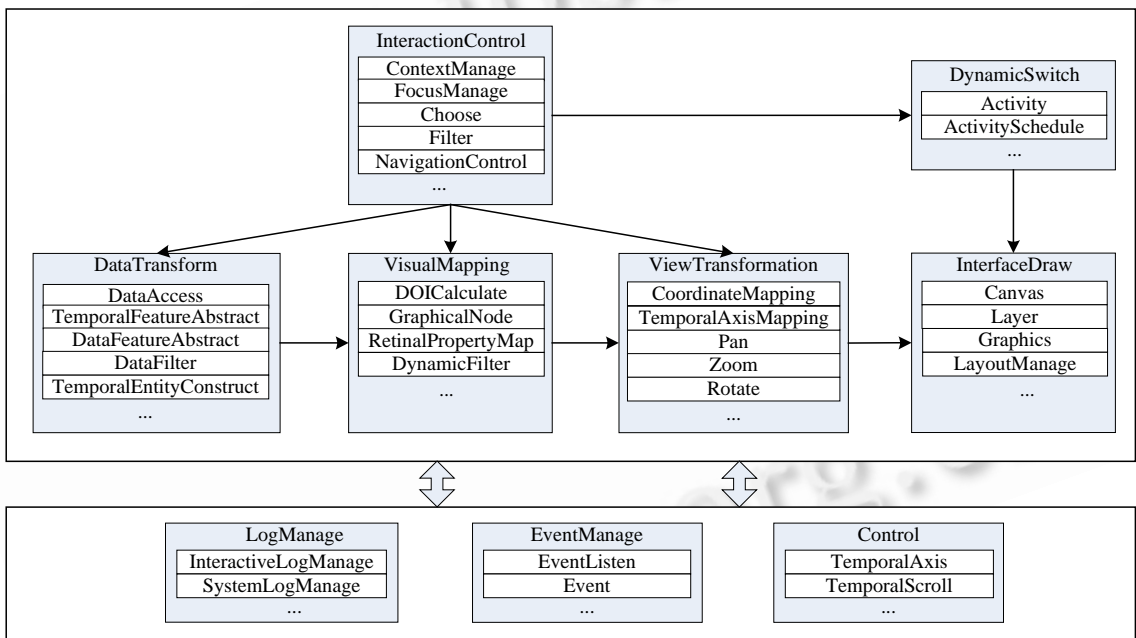 InteractionControl
ContextManage
FocusManage
Choose
Filter
NavigationControl
...
DynamicSwitch
Activity
ActivitySchedule
...
DataTransform
DataAccess
TemporalFeatureAbstract
DataFeatureAbstract
DataFilter
TemporalEntityConstruct
...
VisualMapping
DOICalculate
GraphicalNode
RetinalPropertyMap
DynamicFilter
...
ViewTransformation
CoordinateMapping
TemporalAxisMapping
Pan
Zoom
Rotate
...
InterfaceDraw
Canvas
Layer
Graphics
LayoutManage
...
LogManage
InteractiveLogManage
SystemLogManage
...
EventManage
EventListen
Event
...
Control
TemporalAxis
TemporalScroll
...